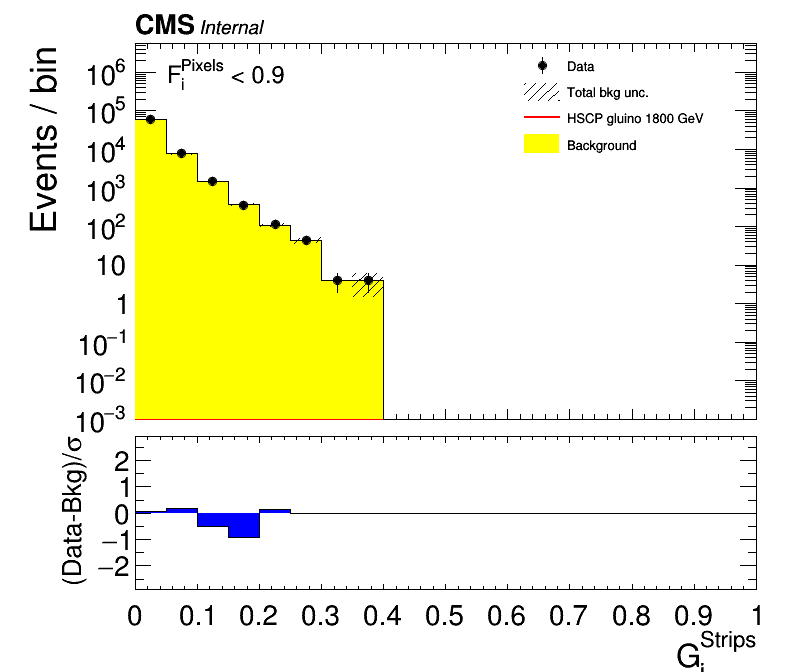 CMS Internal
F_i^Pixels < 0.9
Data
Total bkg unc.
HSCP gluino 1800 GeV
Background
Events / bin
10^6
10^5
10^4
10^3
10^2
10
1
10^−1
10^−2
10^−3
(Data-Bkg)/σ
2
1
0
−1
−2
0 0.1 0.2 0.3 0.4 0.5 0.6 0.7 0.8 0.9 1
G_i^Strips